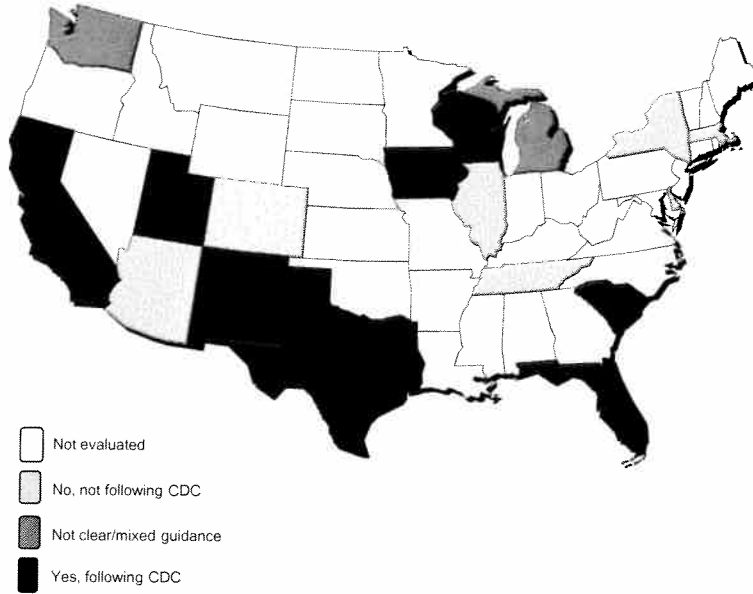 Not evaluated
No, not following CDC
Not clear/mixed guidance
Yes, following CDC